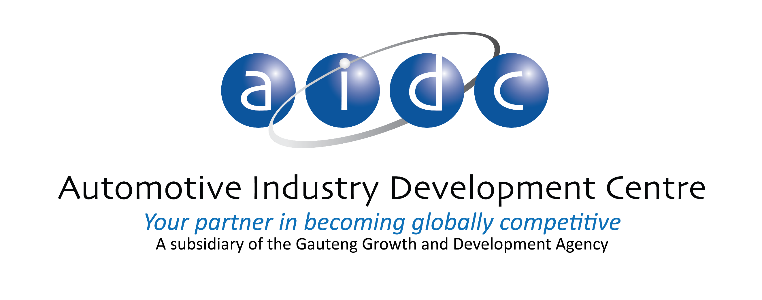 aidc
Automotive Industry Development Centre
Your partner in becoming globally competitive
A subsidiary of the Gauteng Growth and Development Agency